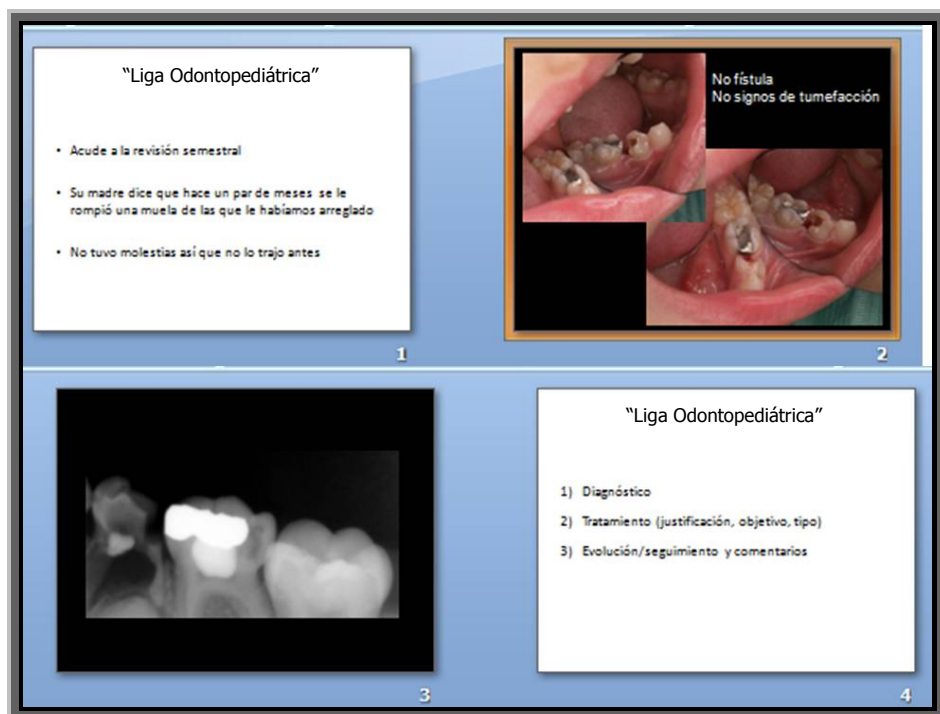 “Liga Odontopediátrica”
• Acude a la revisión semestral
• Su madre dice que hace un par de meses se le
rompió una muela de las que le habíamos arreglado
• No tuvo molestias así que no lo trajo antes
1
No fístula
No signos de tumefacción
2
3
“Liga Odontopediátrica”
1) Diagnóstico
2) Tratamiento (justificación, objetivo, tipo)
3) Evolución/seguimiento y comentarios
4